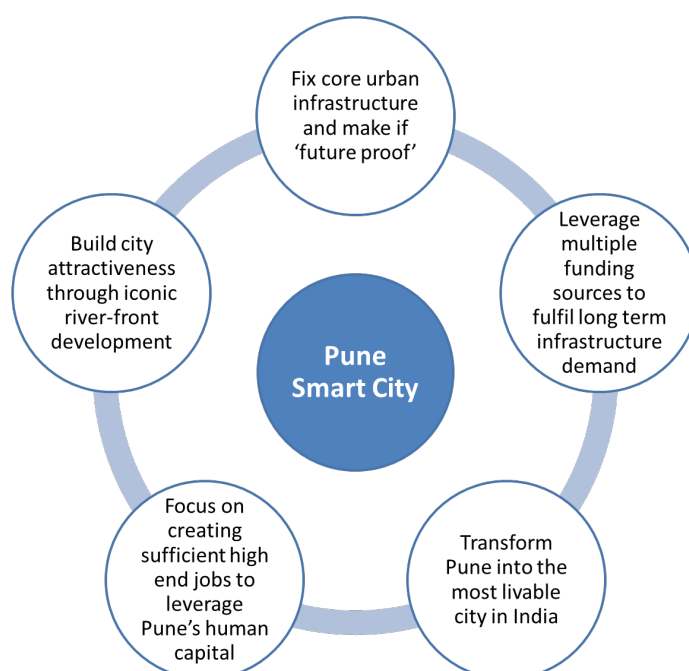 Fix core urban
infrastructure
and make if
‘future proof’
Leverage
multiple
funding
sources to
fulfil long term
infrastructure
demand
Transform
Pune into the
most livable
city in India
Focus on
creating
sufficient high
end jobs to
leverage
Pune’s human
capital
Build city
attractiveness
through iconic
river-front
development
Pune
Smart City